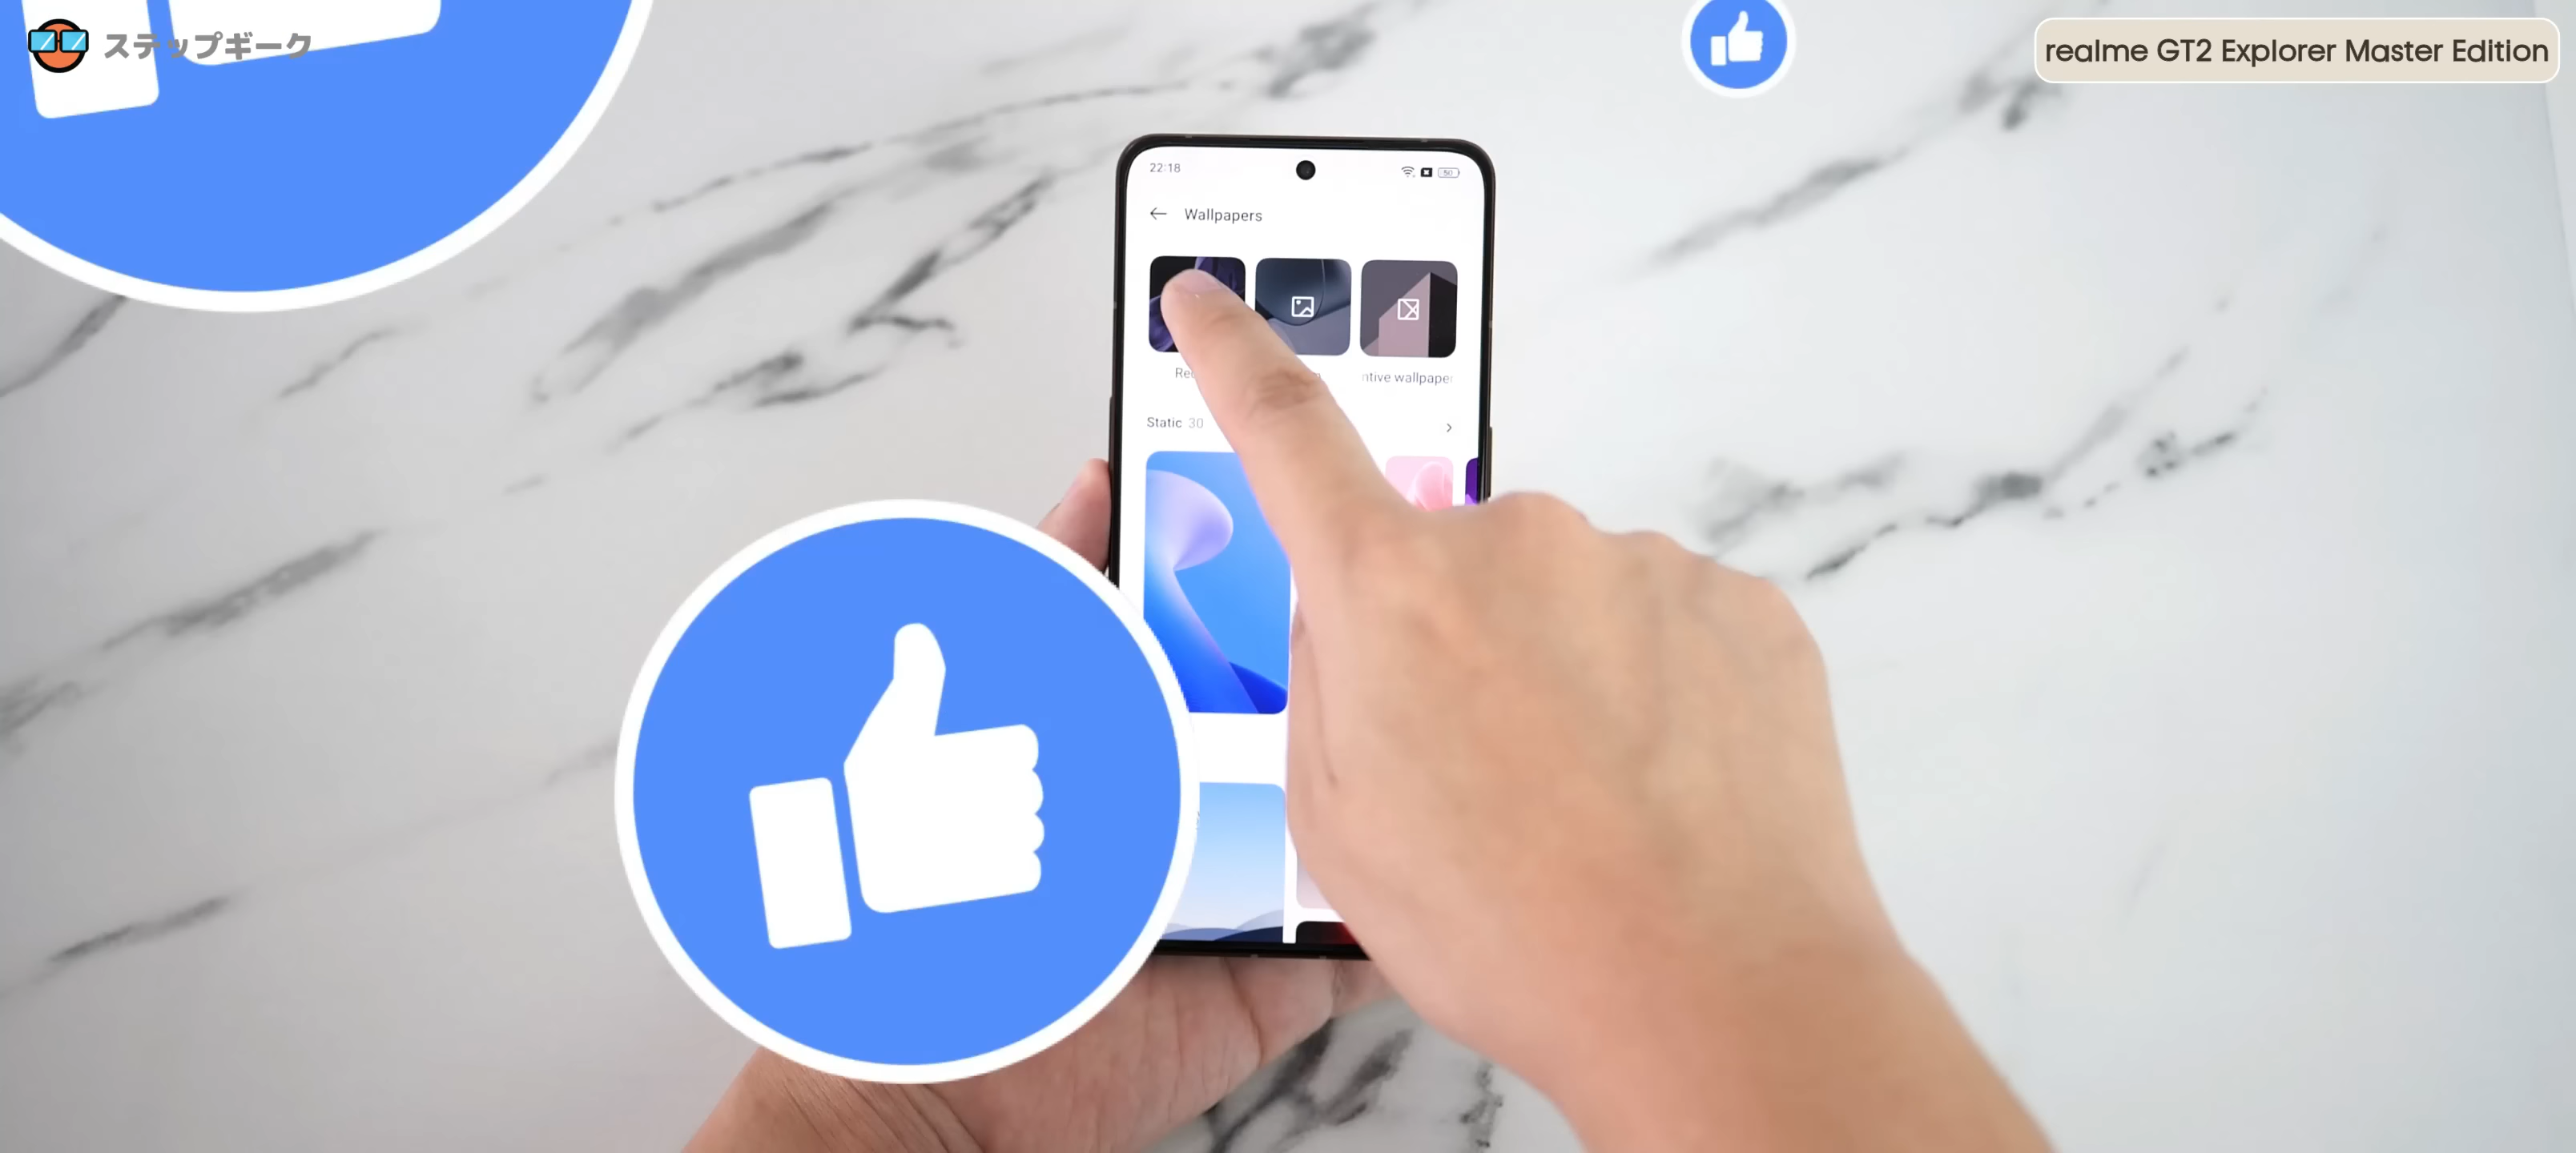 ステップギーク
realme GT2 Explorer Master Edition
22:18
50
Wallpapers
ntive wallpaper
Static 30